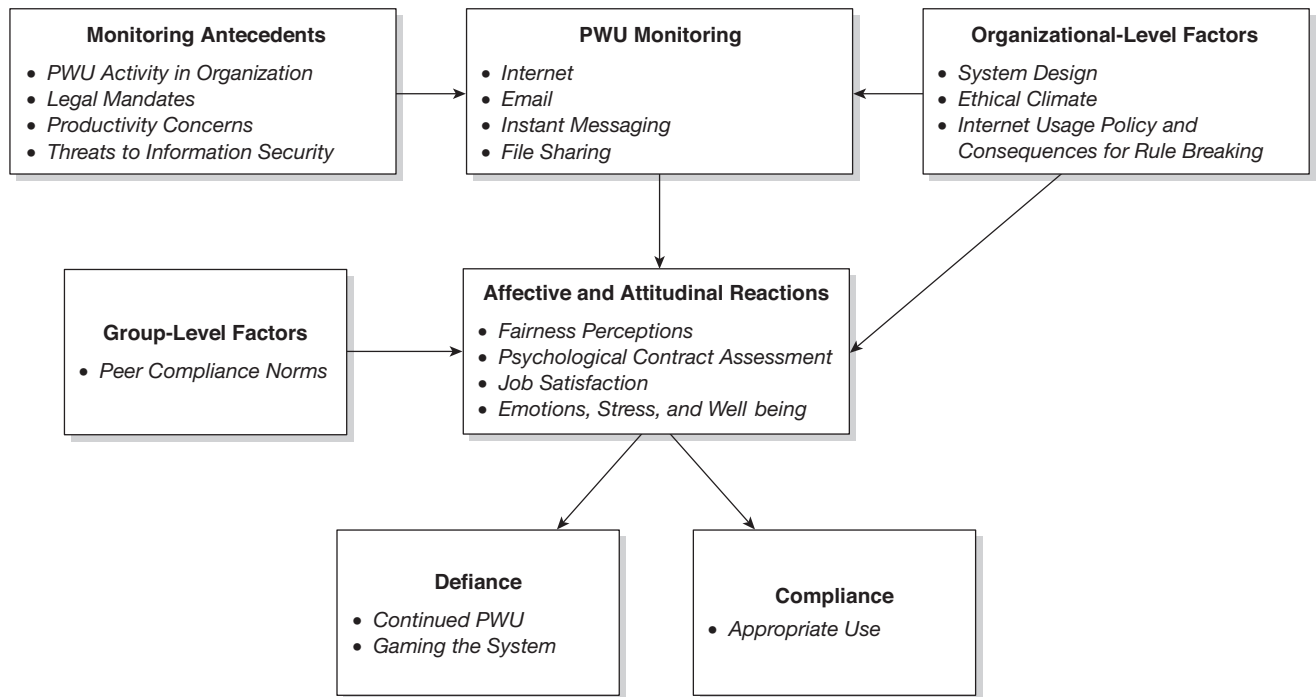 Monitoring Antecedents
• PWU Activity in Organization
• Legal Mandates
• Productivity Concerns
• Threats to Information Security
PWU Monitoring
• Internet
• Email
• Instant Messaging
• File Sharing
Organizational-Level Factors
• System Design
• Ethical Climate
• Internet Usage Policy and
Consequences for Rule Breaking
Group-Level Factors
• Peer Compliance Norms
Affective and Attitudinal Reactions
• Fairness Perceptions
• Psychological Contract Assessment
• Job Satisfaction
• Emotions, Stress, and Well being
Defiance
• Continued PWU
• Gaming the System
Compliance
• Appropriate Use